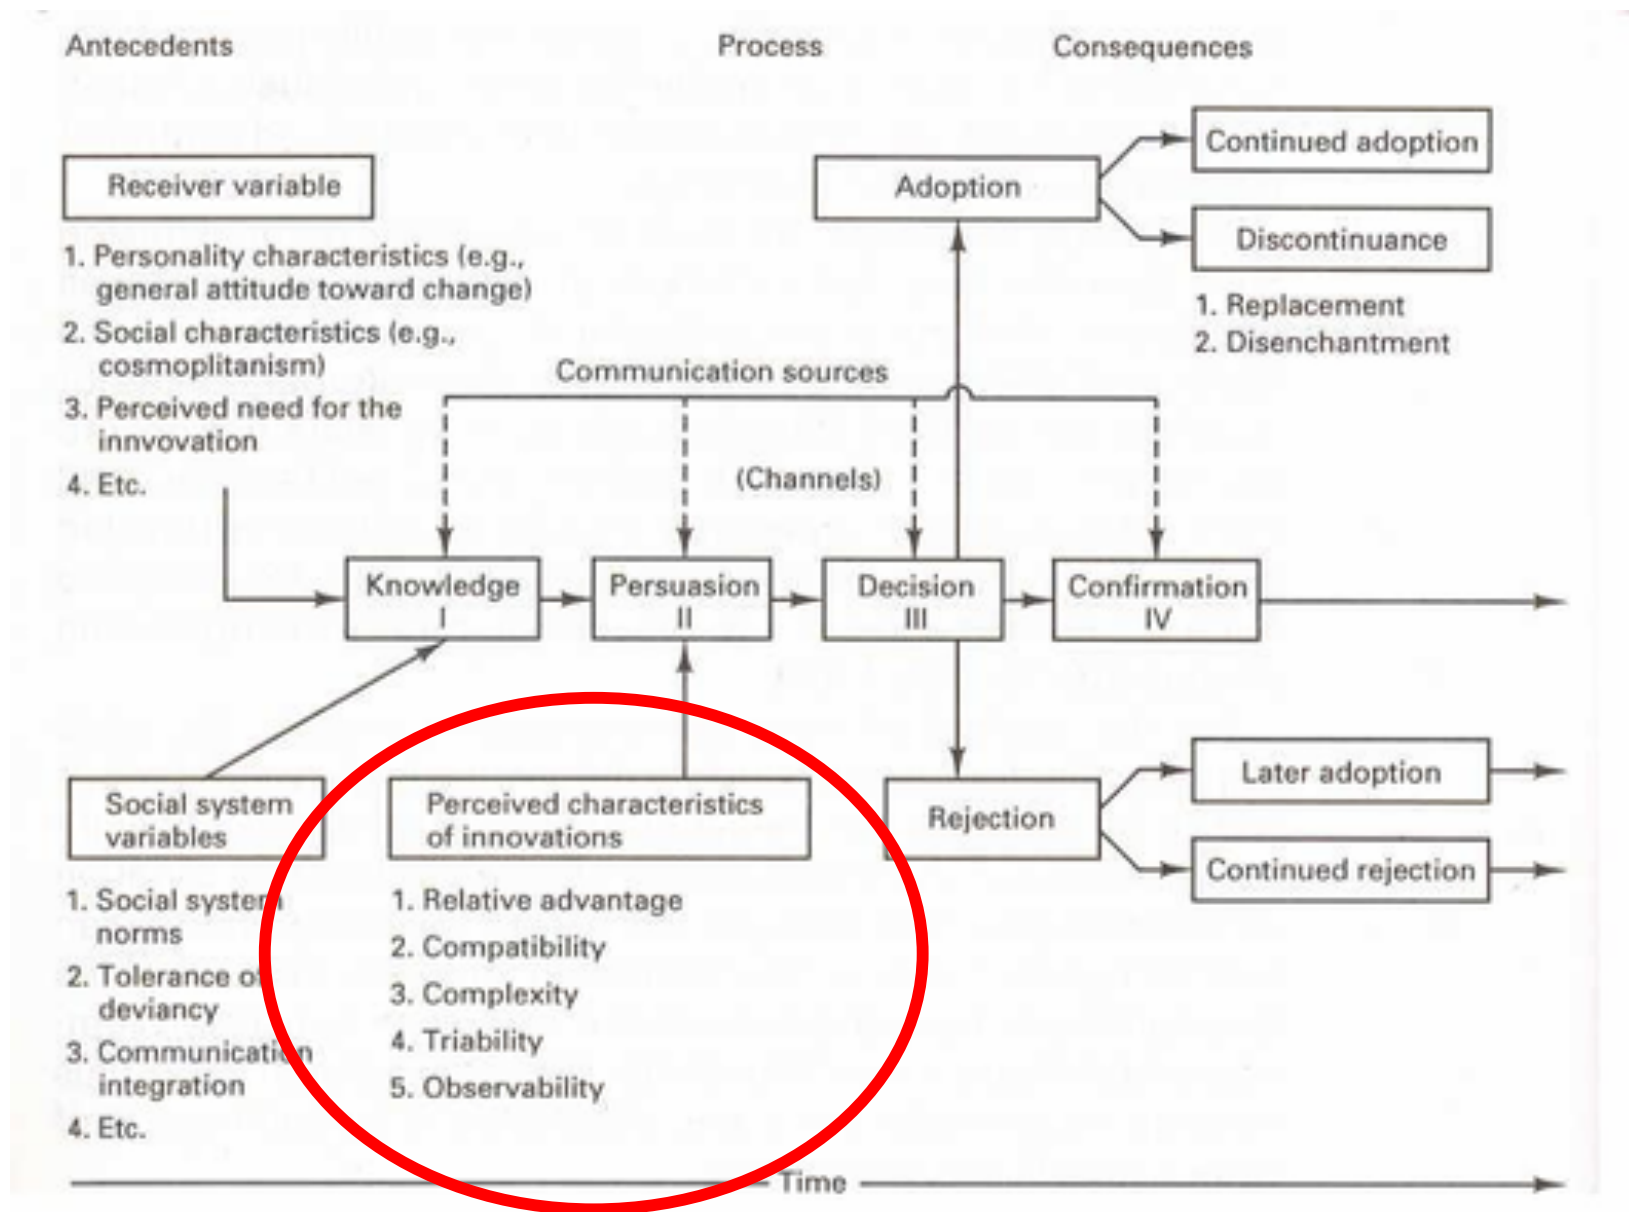 Antecedents
Process
Consequences
Receiver variable
1. Personality characteristics (e.g.,
general attitude toward change)
2. Social characteristics (e.g.,
cosmoplitanism)
3. Perceived need for the
innvovation
4. Etc.
Adoption
Continued adoption
Discontinuance
1. Replacement
2. Disenchantment
Communication sources
(Channels)
Knowledge
I
Persuasion
II
Decision
III
Confirmation
IV
Social system
variables
1. Social system
norms
2. Tolerance of
deviancy
3. Communication
integration
4. Etc.
Perceived characteristics
of innovations
1. Relative advantage
2. Compatibility
3. Complexity
4. Triability
5. Observability
Rejection
Later adoption
Continued rejection
Time